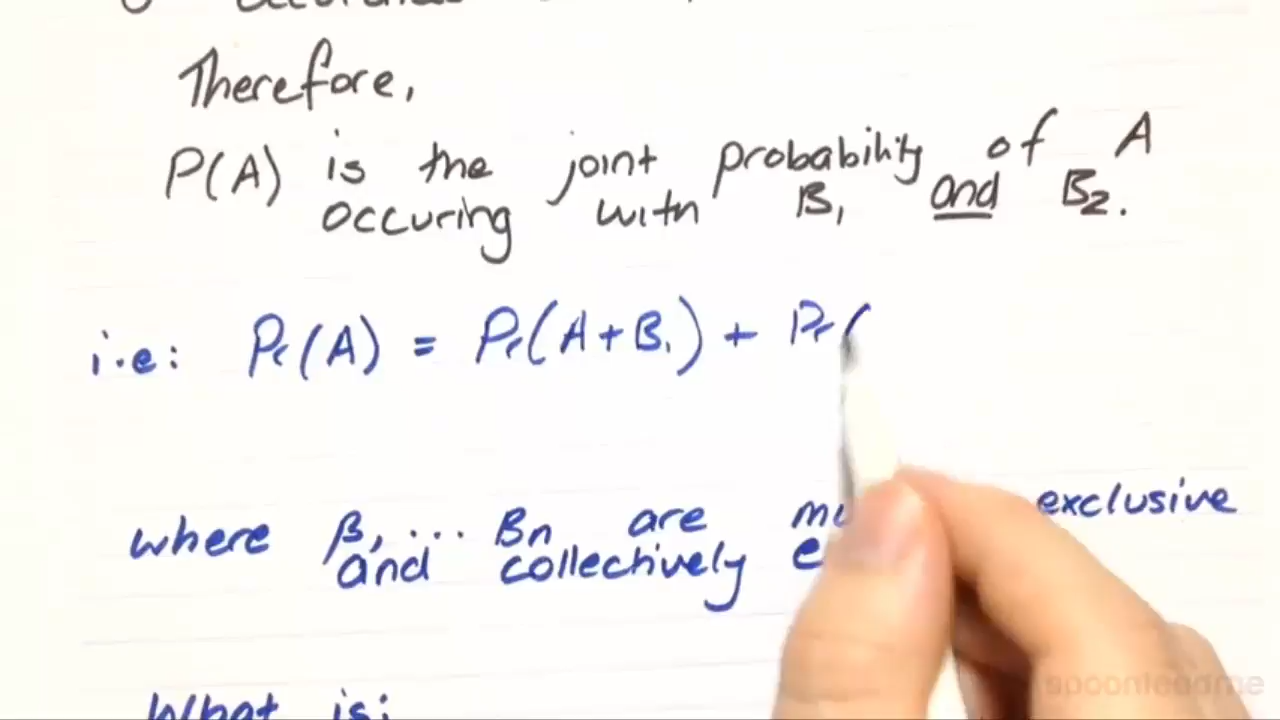 Therefore,
P(A) is the joint probability of A
occuring with B₁ and B₂.
i.e: Pr(A) = Pr(A+B₁) + Pr(
where B₁ ... Bn are exclusive
and collectively
What is:
spoonfeedme